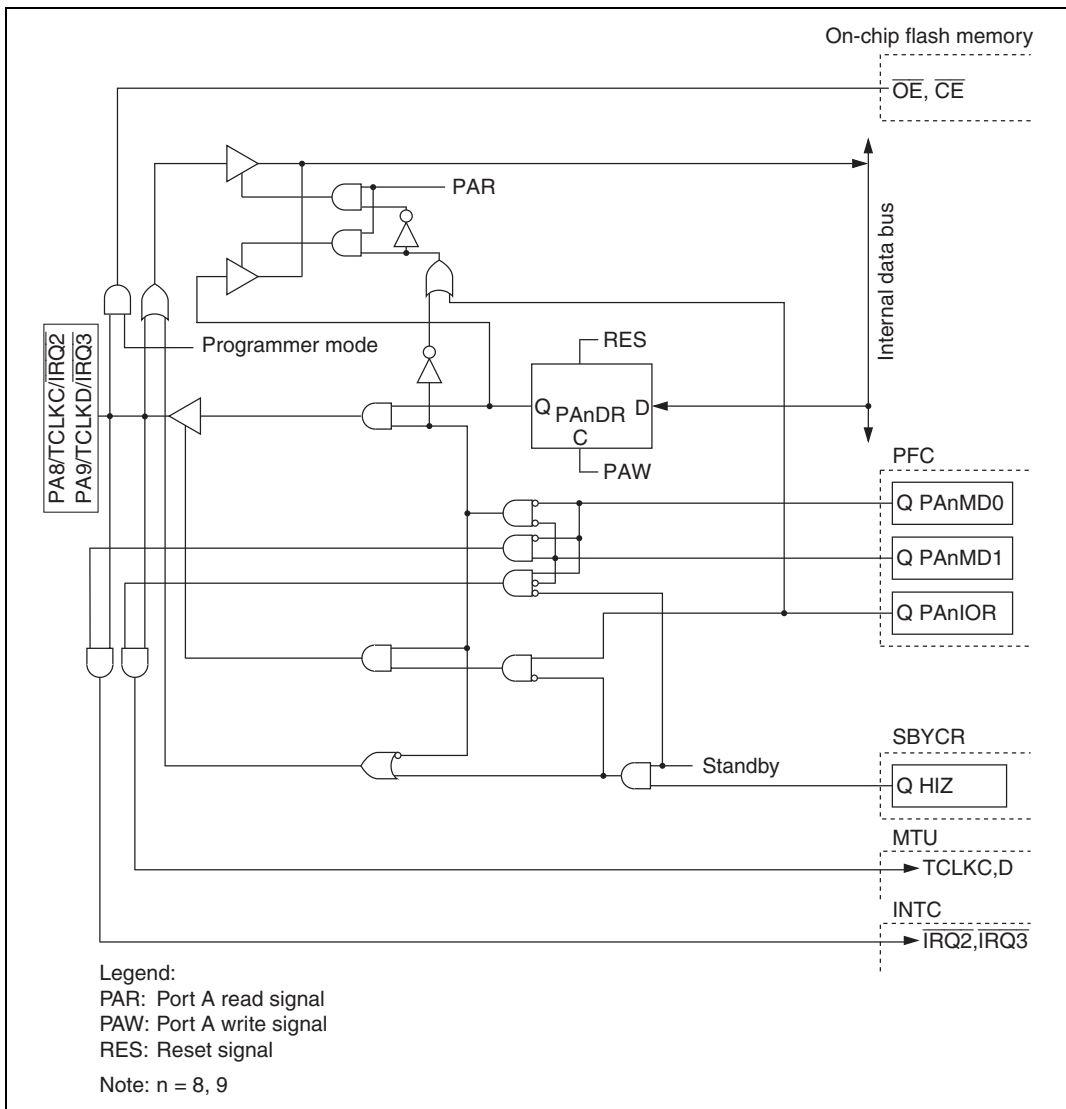 On-chip flash memory
OE, CE
PAR
Internal data bus
Programmer mode
PA8/TCLKC/IRQ2
PA9/TCLKD/IRQ3
RES
Q PAnDR D
C
PAW
PFC
Q PAnMD0
Q PAnMD1
Q PAnIOR
SBYCR
Standby
Q HIZ
MTU
TCLKC,D
INTC
IRQ2,IRQ3
Legend:
PAR: Port A read signal
PAW: Port A write signal
RES: Reset signal
Note: n = 8, 9